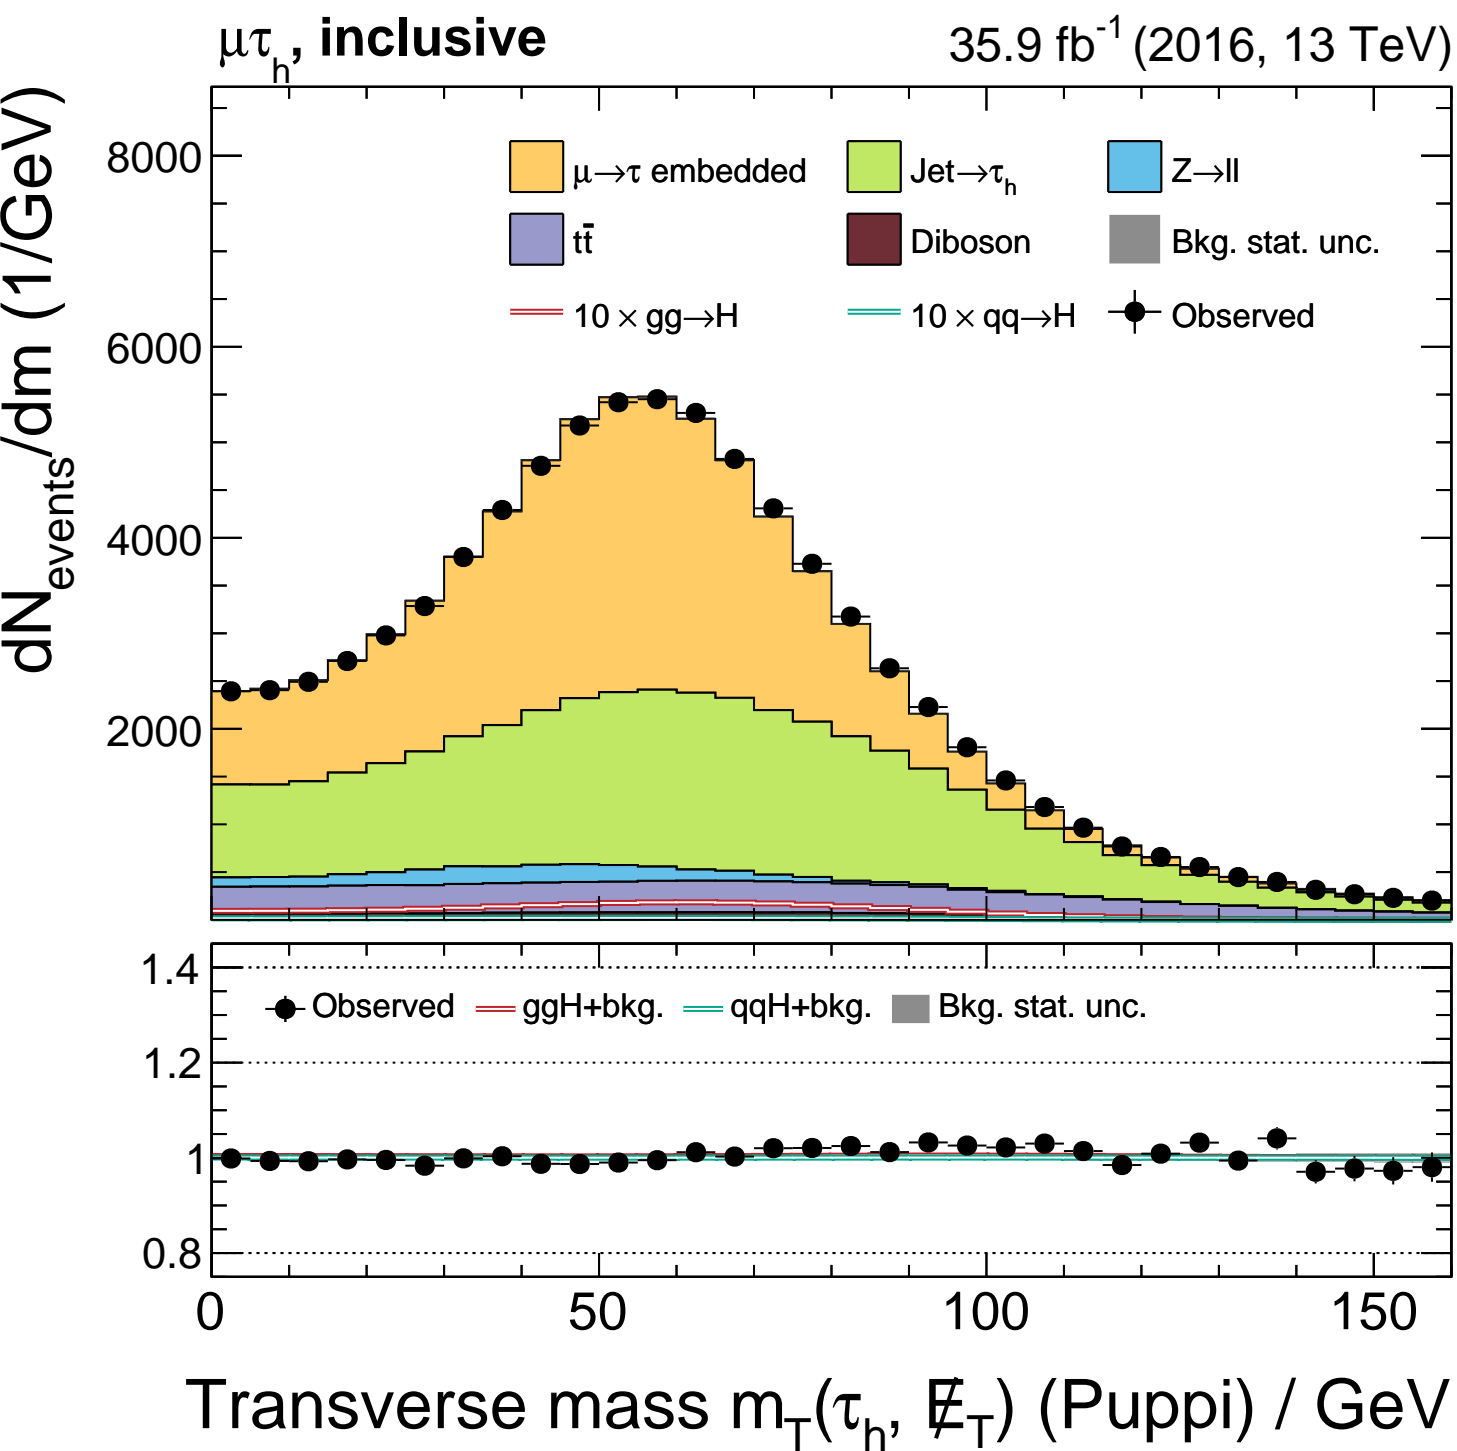 μτh, inclusive 35.9 fb-1 (2016, 13 TeV)
dNevents/dm (1/GeV)
8000
6000
4000
2000
μ→τ embedded Jet→τh Z→ll
tt̄ Diboson Bkg. stat. unc.
10 × gg→H 10 × qq→H Observed
1.4
1.2
1
0.8
Observed ggH+bkg. qqH+bkg. Bkg. stat. unc.
0 50 100 150
Transverse mass mT(τh, E̸T) (Puppi) / GeV